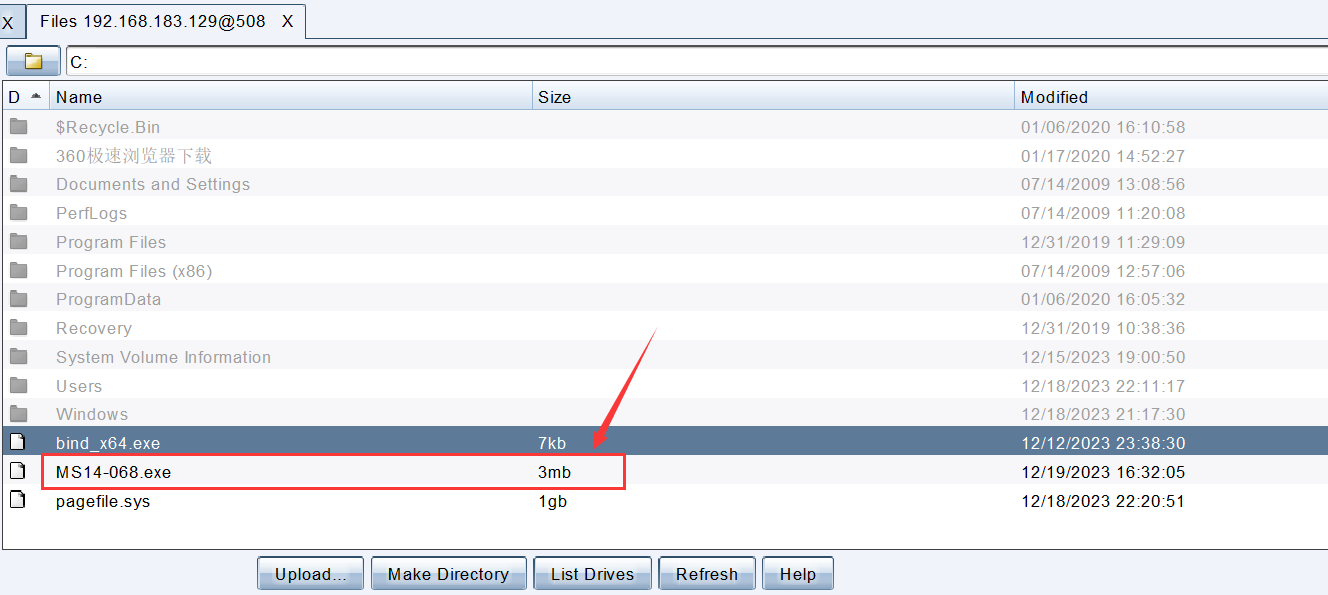 X Files 192.168.183.129@508 X
C:
D Name Size Modified
$Recycle.Bin 01/06/2020 16:10:58
360极速浏览器下载 01/17/2020 14:52:27
Documents and Settings 07/14/2009 13:08:56
PerfLogs 07/14/2009 11:20:08
Program Files 12/31/2019 11:29:09
Program Files (x86) 07/14/2009 12:57:06
ProgramData 01/06/2020 16:05:32
Recovery 12/31/2019 10:38:36
System Volume Information 12/15/2023 19:00:50
Users 12/18/2023 22:11:17
Windows 12/18/2023 21:17:30
bind_x64.exe 7kb 12/12/2023 23:38:30
MS14-068.exe 3mb 12/19/2023 16:32:05
pagefile.sys 1gb 12/18/2023 22:20:51
Upload... Make Directory List Drives Refresh Help